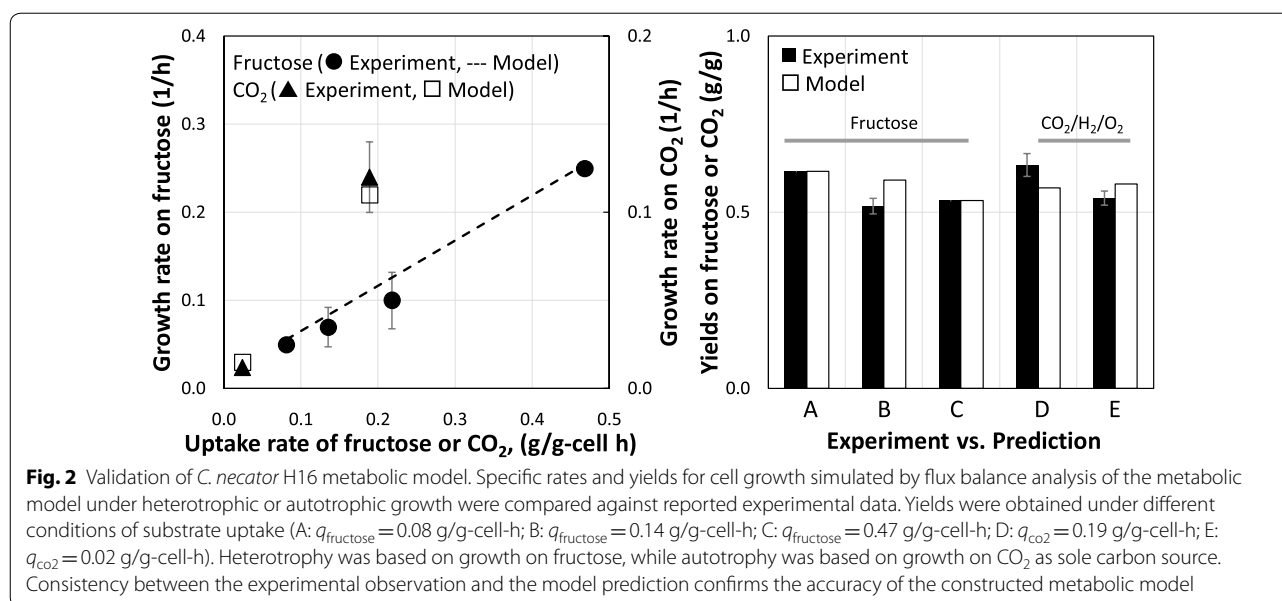 0.4
0.3
0.2
0.1
0.0
Growth rate on fructose (1/h)
Fructose (● Experiment, --- Model)
CO₂ (▲ Experiment, □ Model)
0.2
0.1
0.0
Growth rate on CO₂ (1/h)
0.0 0.1 0.2 0.3 0.4 0.5
Uptake rate of fructose or CO₂, (g/g-cell h)
1.0
0.5
0.0
Yields on fructose or CO₂ (g/g)
Experiment
Model
Fructose
CO₂/H₂/O₂
A B C D E
Experiment vs. Prediction
Fig. 2 Validation of C. necator H16 metabolic model. Specific rates and yields for cell growth simulated by flux balance analysis of the metabolic
model under heterotrophic or autotrophic growth were compared against reported experimental data. Yields were obtained under different
conditions of substrate uptake (A: qfructose = 0.08 g/g-cell-h; B: qfructose = 0.14 g/g-cell-h; C: qfructose = 0.47 g/g-cell-h; D: qco2 = 0.19 g/g-cell-h; E:
qco2 = 0.02 g/g-cell-h). Heterotrophy was based on growth on fructose, while autotrophy was based on growth on CO₂ as sole carbon source.
Consistency between the experimental observation and the model prediction confirms the accuracy of the constructed metabolic model